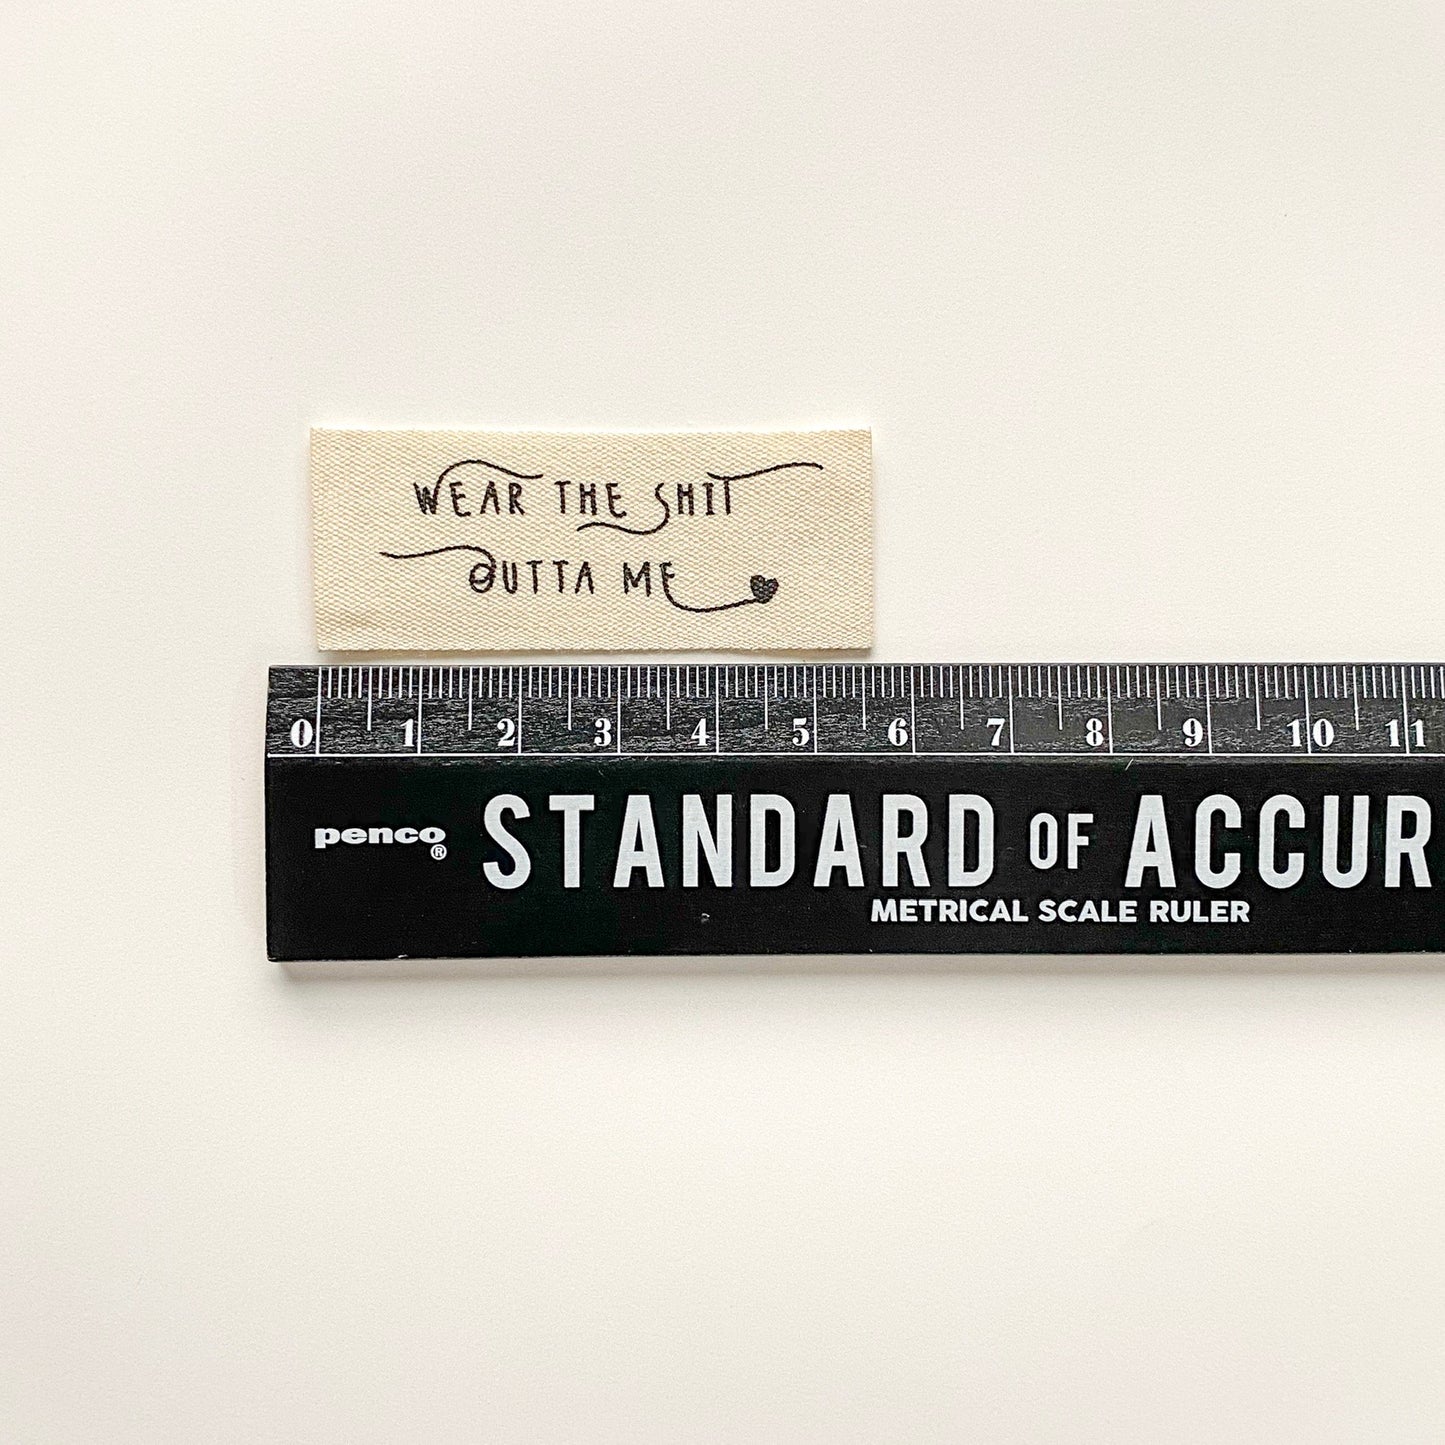 WEAR THE SHIT
OUTTA ME
0 1 2 3 4 5 6 7 8 9 10 11
penco®
STANDARD OF ACCUR
METRICAL SCALE RULER